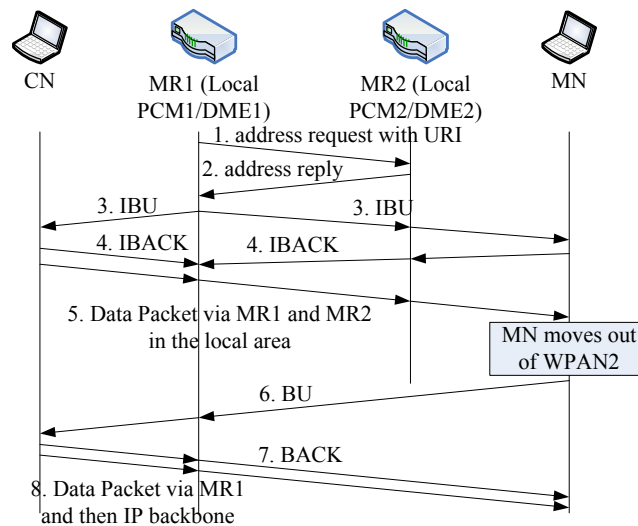 CN
MR1 (Local
PCM1/DME1)
MR2 (Local
PCM2/DME2)
MN
1. address request with URI
2. address reply
3. IBU
3. IBU
4. IBACK
4. IBACK
5. Data Packet via MR1 and MR2
in the local area
MN moves out
of WPAN2
6. BU
7. BACK
8. Data Packet via MR1
and then IP backbone